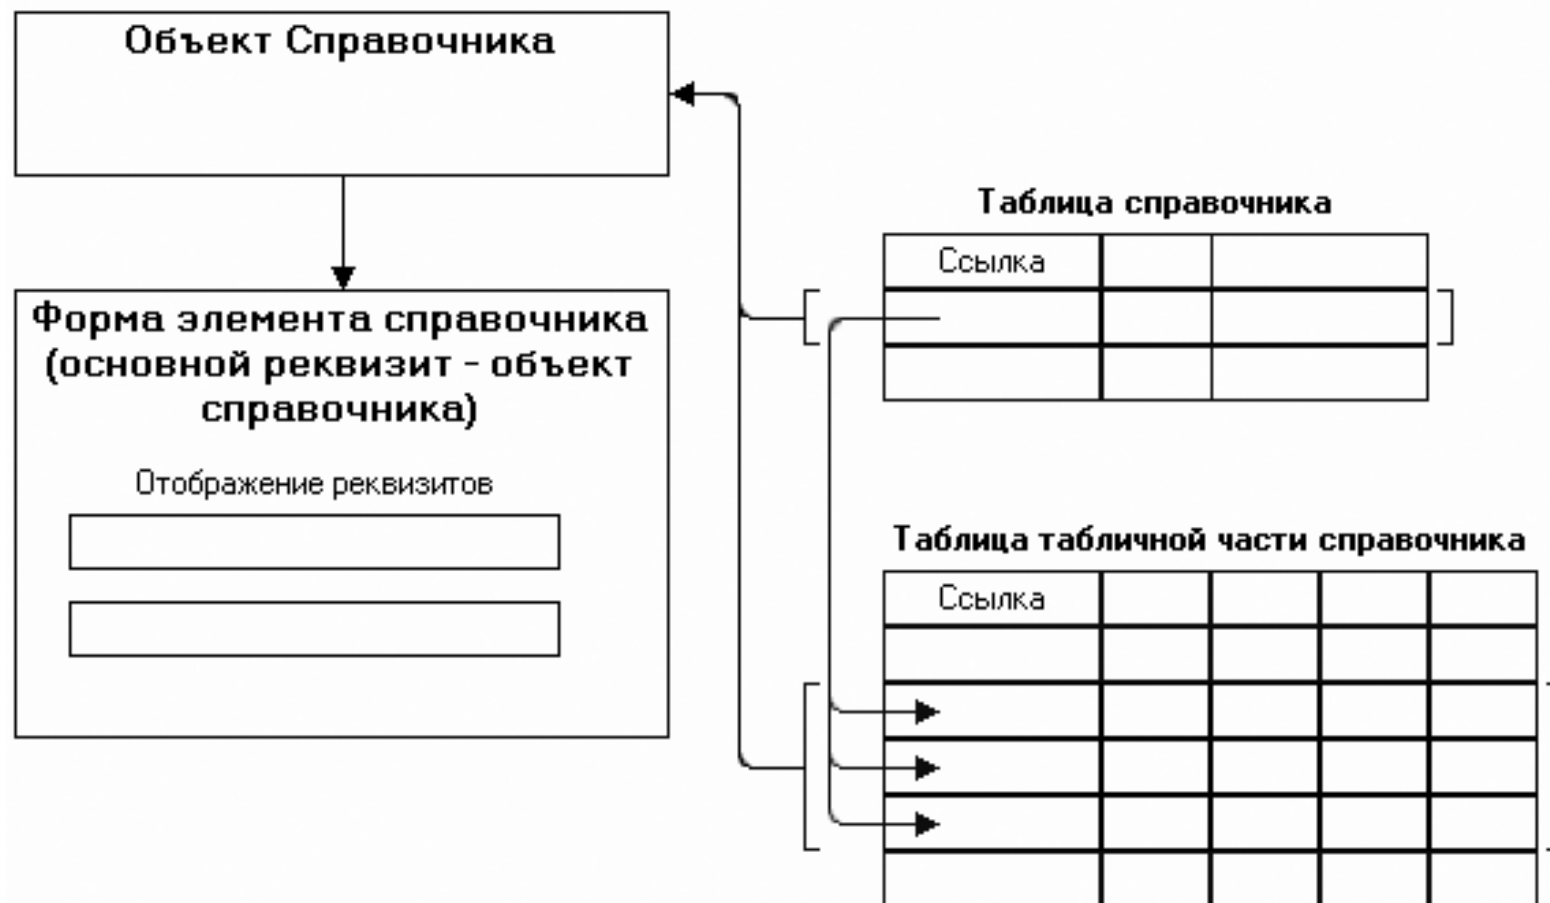 Объект Справочника
Форма элемента справочника
(основной реквизит - объект
справочника)
Отображение реквизитов
Таблица справочника
Ссылка
Таблица табличной части справочника
Ссылка